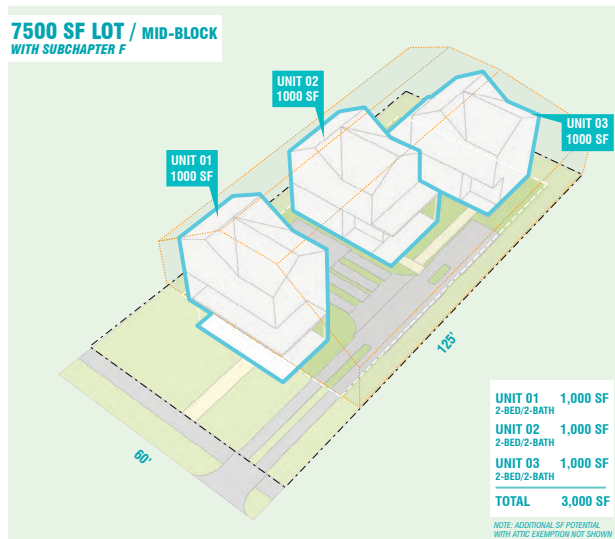 7500 SF LOT / MID-BLOCK
WITH SUBCHAPTER F
UNIT 02
1000 SF
UNIT 03
1000 SF
UNIT 01
1000 SF
125'
60'
UNIT 01 1,000 SF
2-BED/2-BATH
UNIT 02 1,000 SF
2-BED/2-BATH
UNIT 03 1,000 SF
2-BED/2-BATH
TOTAL 3,000 SF
NOTE: ADDITIONAL SF POTENTIAL
WITH ATTIC EXEMPTION NOT SHOWN